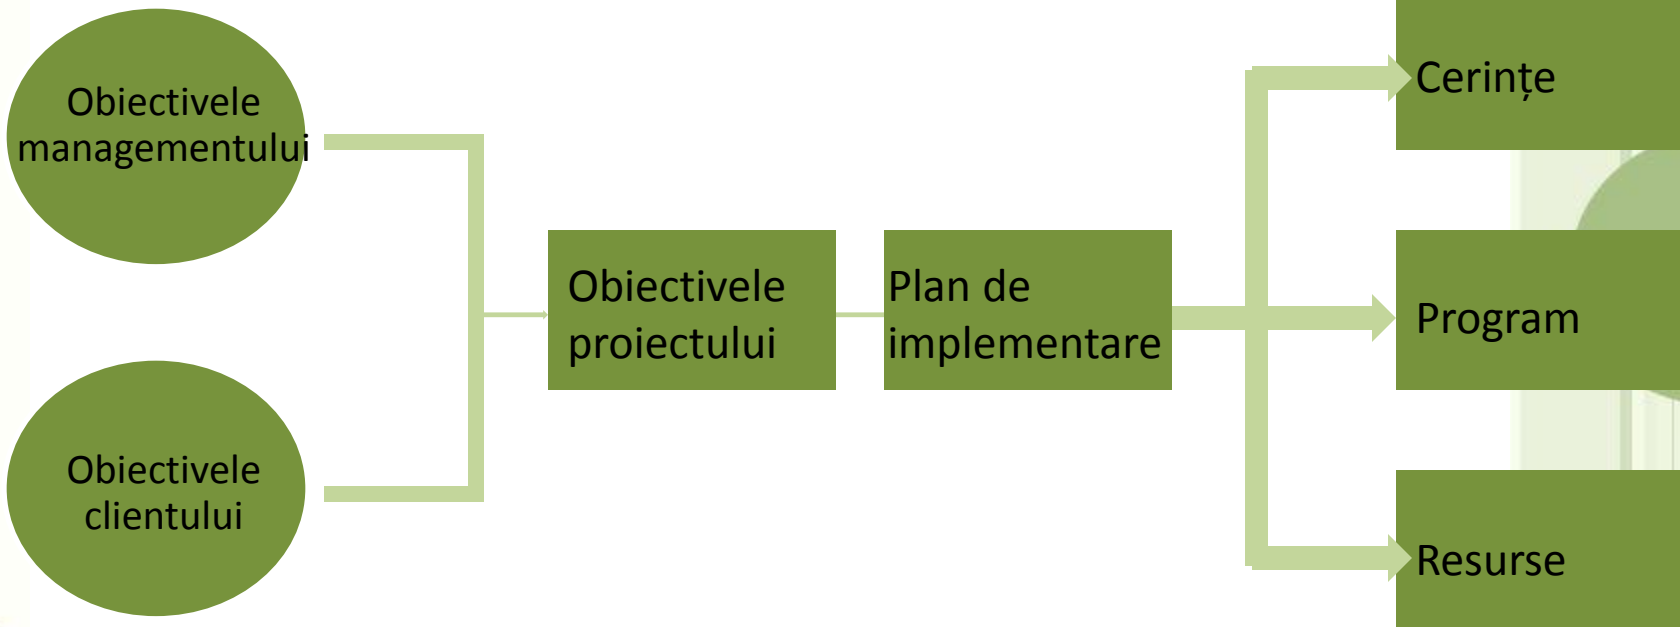 Obiectivele
managementului
Obiectivele
clientului
Obiectivele
proiectului
Plan de
implementare
Cerințe
Program
Resurse